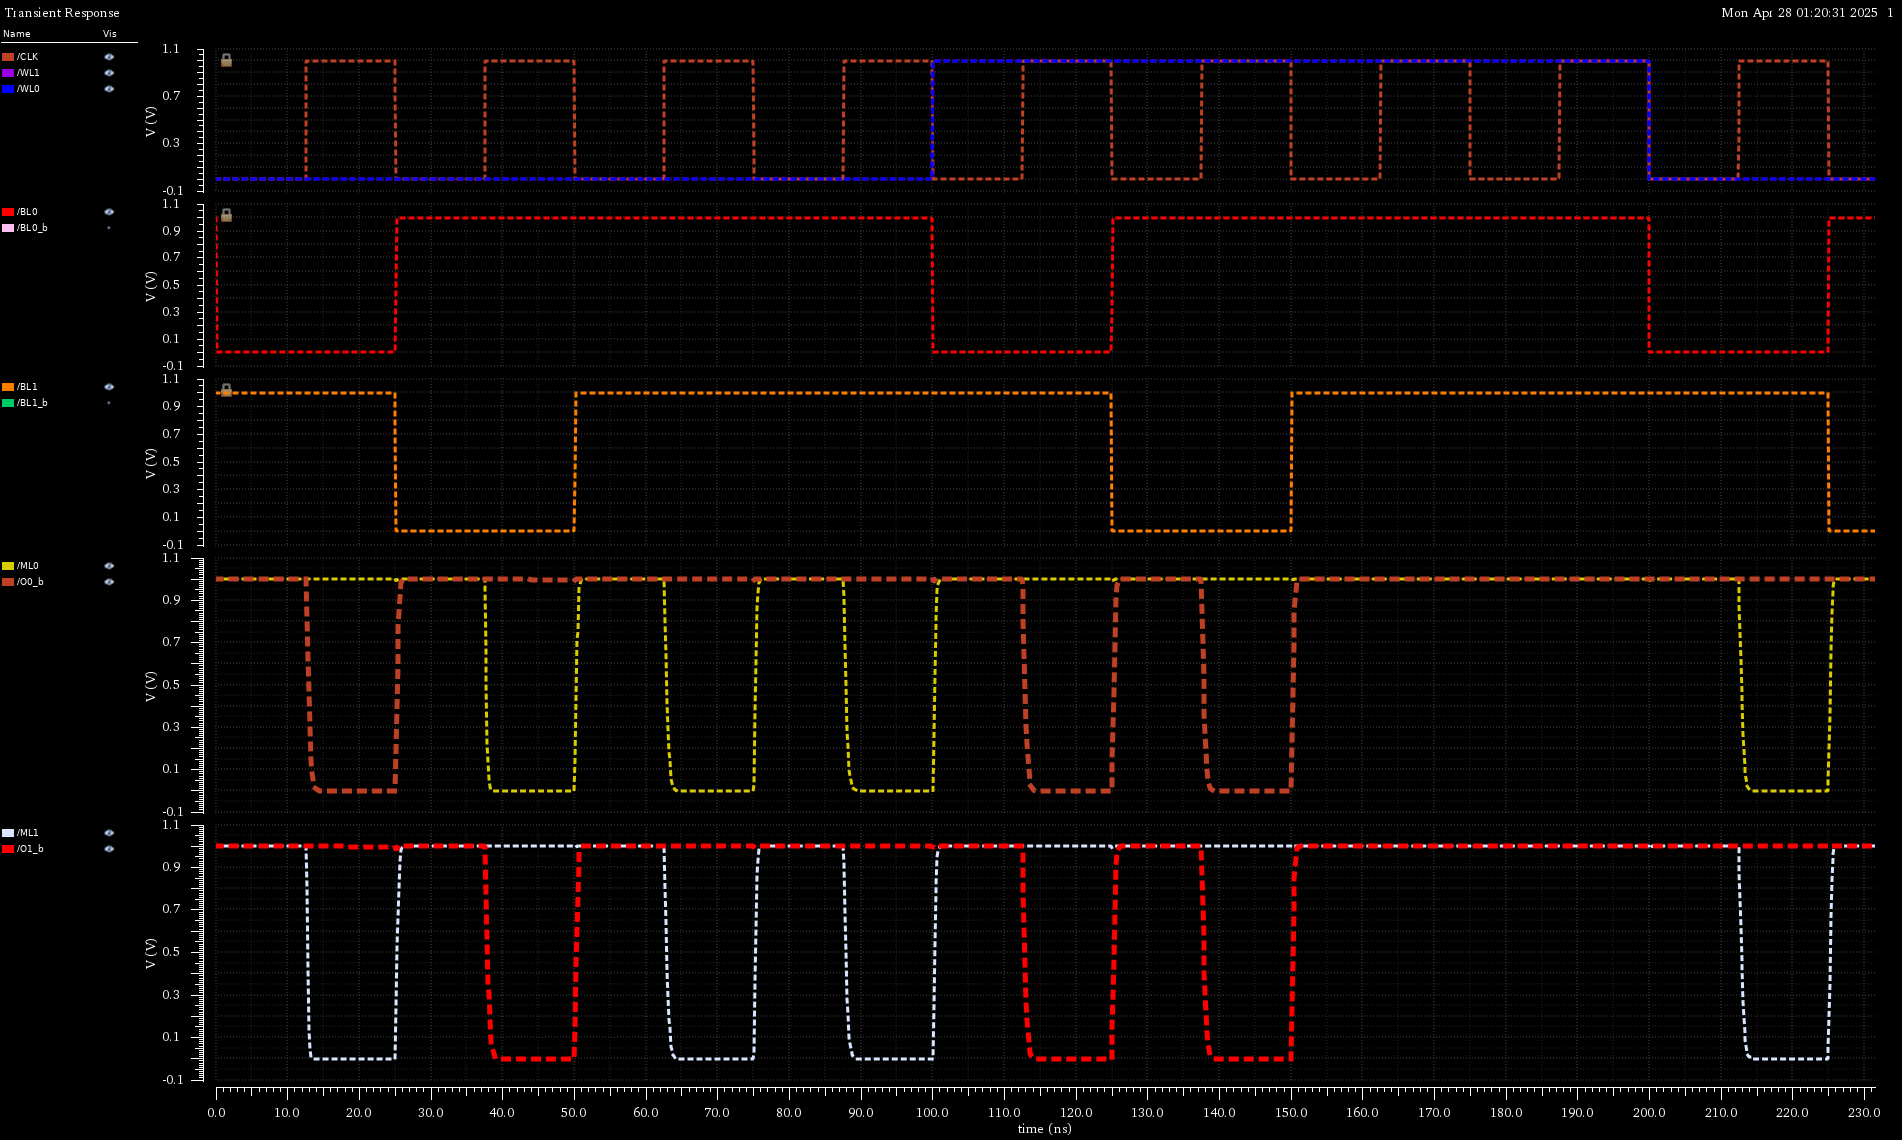 Transient Response
Mon Apr 28 01:20:31 2025 1
Name Vis
/CLK
/WL1
/WL0
V (V)
1.1
0.7
0.3
-0.1
/BL0
/BL0_b
V (V)
1.1
0.9
0.7
0.5
0.3
0.1
-0.1
/BL1
/BL1_b
V (V)
1.1
0.9
0.7
0.5
0.3
0.1
-0.1
/ML0
/O0_b
V (V)
1.1
0.9
0.7
0.5
0.3
0.1
-0.1
/ML1
/O1_b
V (V)
1.1
0.9
0.7
0.5
0.3
0.1
-0.1
0.0 10.0 20.0 30.0 40.0 50.0 60.0 70.0 80.0 90.0 100.0 110.0 120.0 130.0 140.0 150.0 160.0 170.0 180.0 190.0 200.0 210.0 220.0 230.0
time (ns)